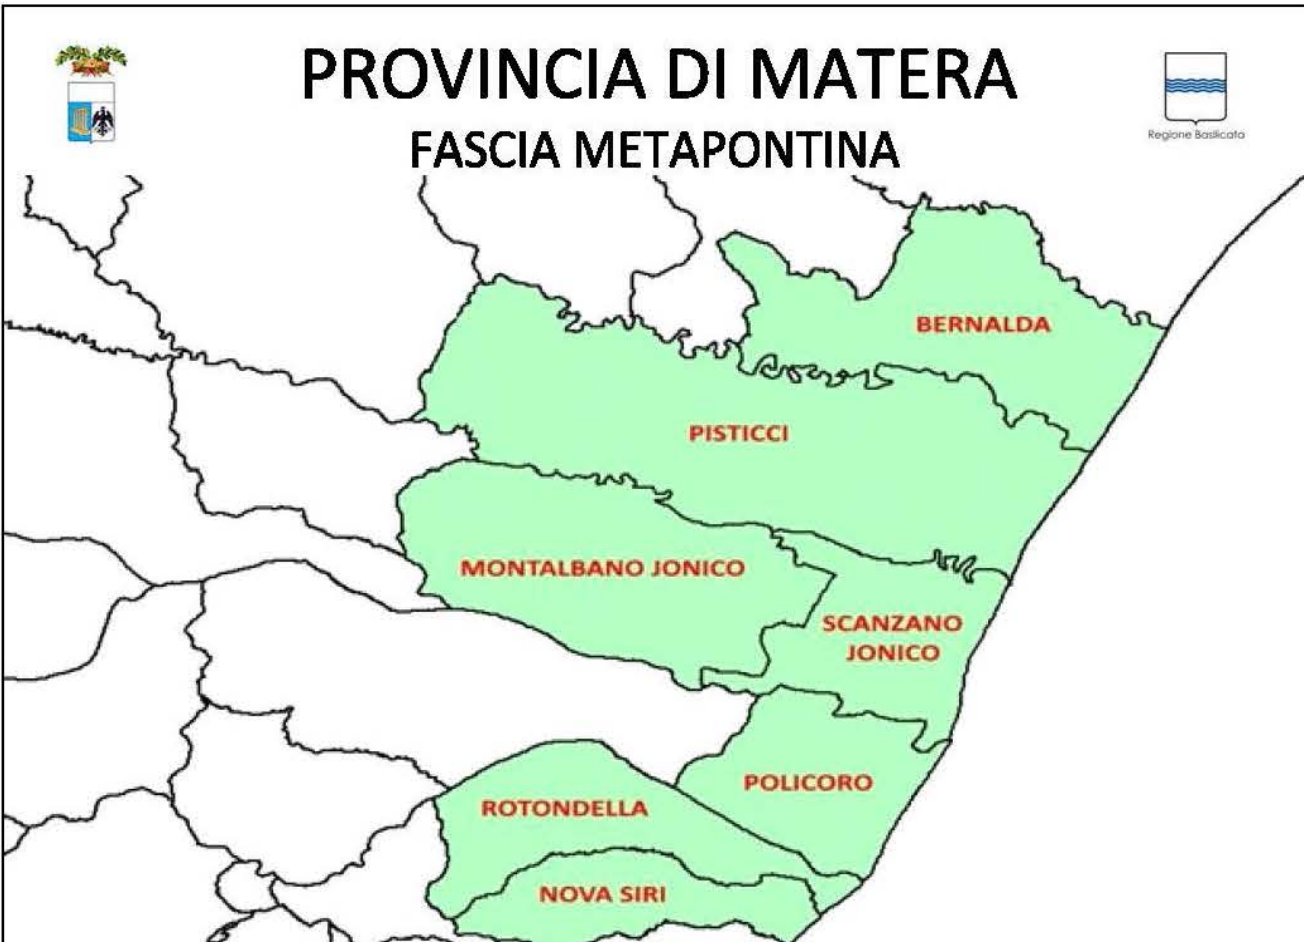 PROVINCIA DI MATERA
FASCIA METAPONTINA
Regione Basilicata
BERNALDA
PISTICCI
MONTALBANO JONICO
SCANZANO
JONICO
POLICORO
ROTONDELLA
NOVA SIRI